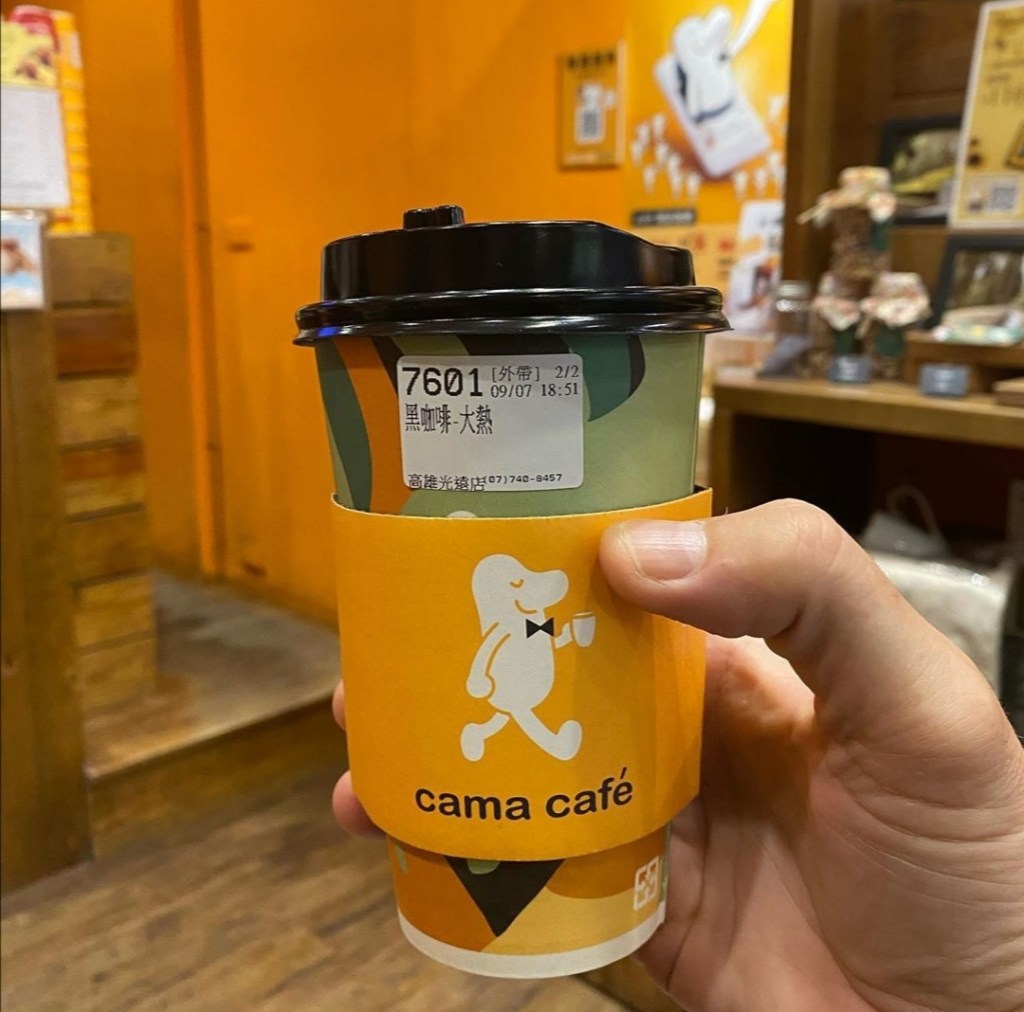 7601 [外帶] 2/2
09/07 18:51
黑咖啡-大熱
高雄光遠店(07)740-8457
cama café